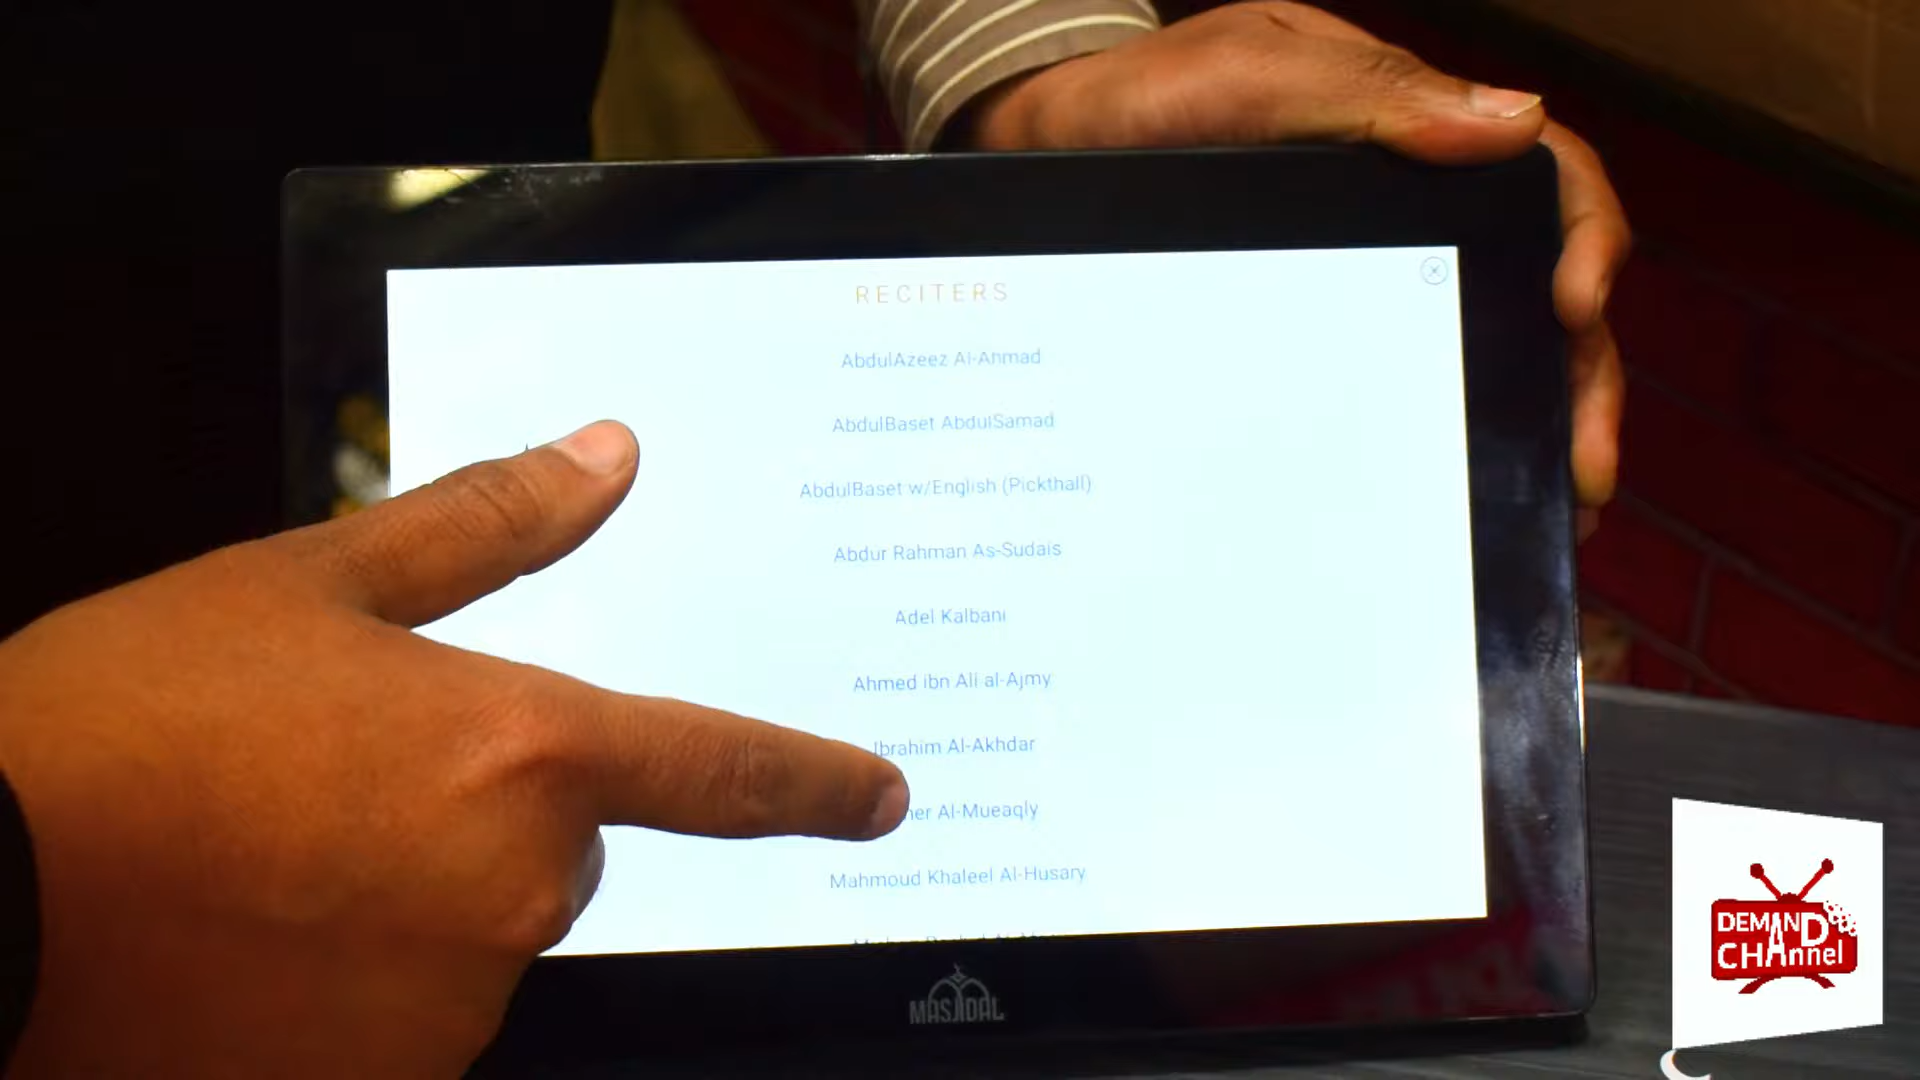 RECITERS
AbdulAzeez Al-Ahmad
AbdulBaset AbdulSamad
AbdulBaset w/English (Pickthall)
Abdur Rahman As-Sudais
Adel Kalbani
Ahmed ibn Ali al-Ajmy
Ibrahim Al-Akhdar
Al-Mueaqly
Mahmoud Khaleel Al-Husary
MASJIDAL
DEMAND
CHAnnel